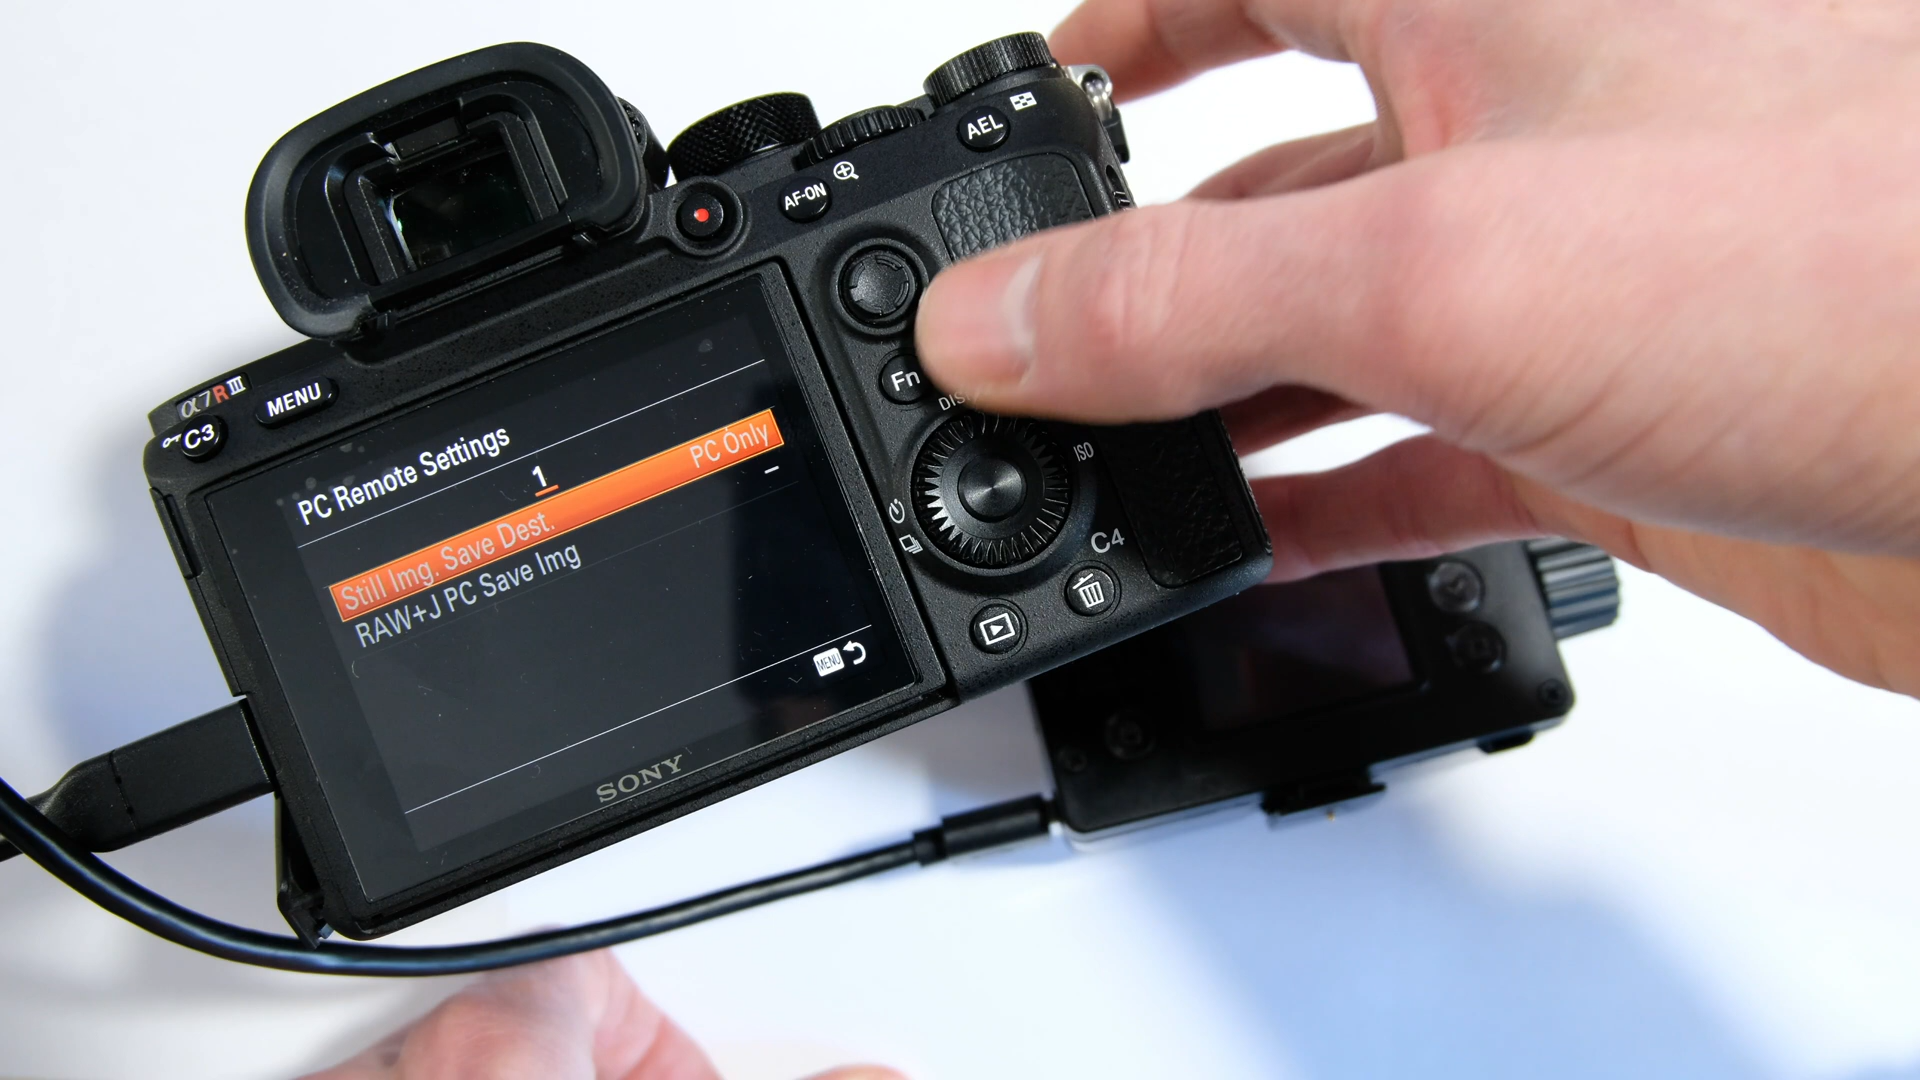 AEL
AF-ON
α7RIII
MENU
C3
Fn
PC Remote Settings
1
Still Img. Save Dest. PC Only
RAW+J PC Save Img –
MENU
ISO
C4
SONY